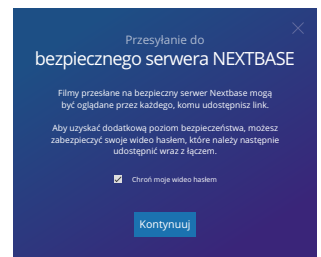 Przesyłanie do
bezpiecznego serwera NEXTBASE
Filmy przesłane na bezpieczny serwer Nextbase mogą
być oglądane przez każdego, komu udostępnisz link.
Aby uzyskać dodatkową poziom bezpieczeństwa, możesz
zabezpieczyć swoje wideo hasłem, które należy następnie
udostępnić wraz z łączem.
Chroń moje wideo hasłem
Kontynuuj